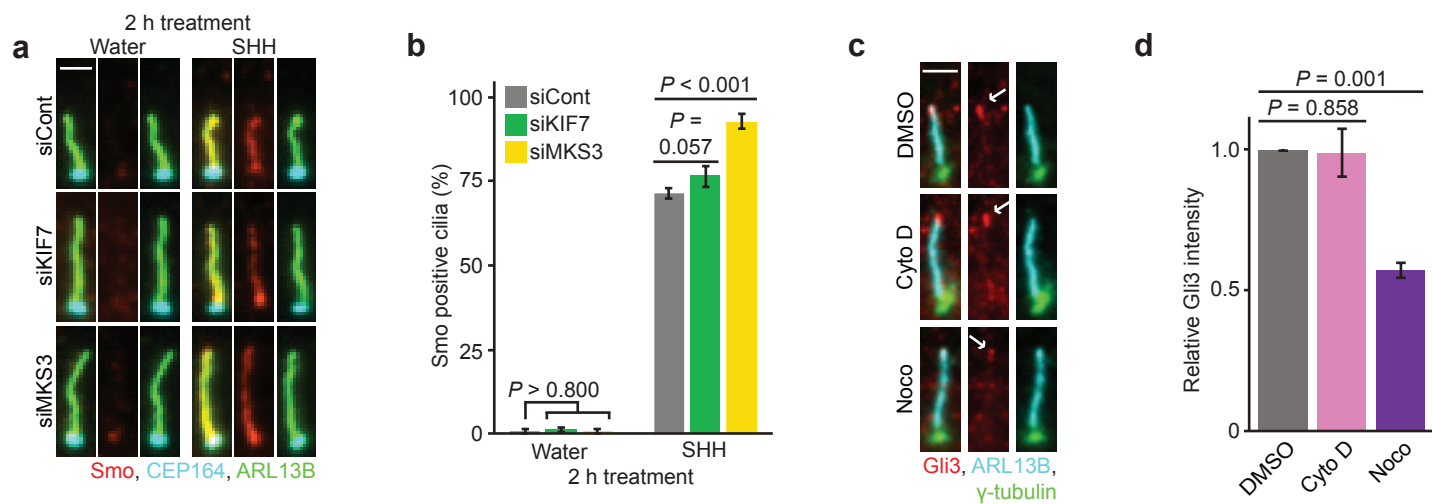 a
2 h treatment
Water
SHH
siCont
siKIF7
siMKS3
Smo, CEP164, ARL13B
b
Smo positive cilia (%)
100
75
50
25
0
siCont
siKIF7
siMKS3
P < 0.001
P =
0.057
P > 0.800
Water
SHH
2 h treatment
c
DMSO
Cyto D
Noco
Gli3, ARL13B,
γ-tubulin
d
Relative Gli3 intensity
1.0
0.5
0
P = 0.001
P = 0.858
DMSO
Cyto D
Noco